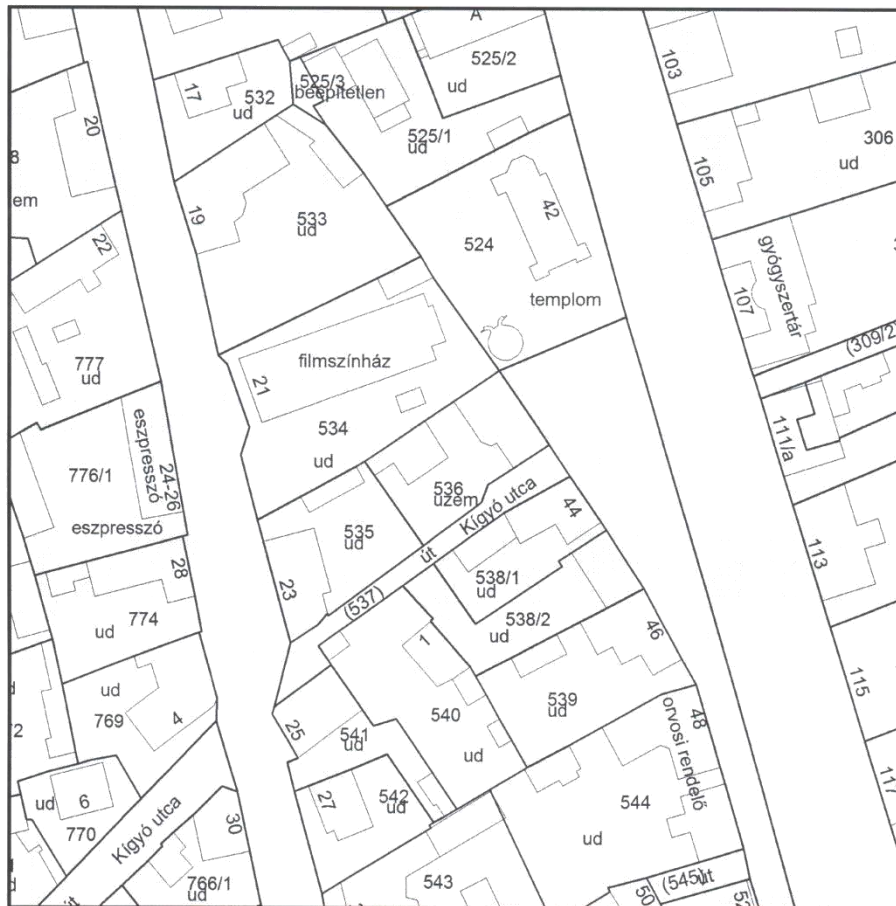 A
103
525/2
ud
17
532
ud
525/3
beépítetlen
20
525/1
ud
306
ud
8
em
105
19
533
ud
42
524
22
gyógyszertár
templom
107
(309/2
777
ud
filmszínház
21
eszpresszó
534
111/a
ud
776/1
24-26
536
üzem
Kígyó utca
44
eszpresszó
535
ud
út
113
28
538/1
ud
23
(537)
774
ud
538/2
ud
46
1
ud
769
4
539
ud
115
48
orvosi rendelő
25
541
ud
540
ud
72
117
542
ud
27
544
ud
6
ud
770
Kígyó utca
30
766/1
ud
út
543
(545)
út
50
52